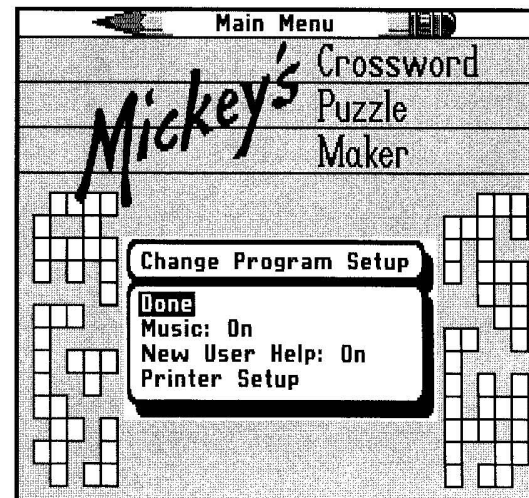 Main Menu
Mickey's
Crossword
Puzzle
Maker
Change Program Setup
Done
Music: On
New User Help: On
Printer Setup